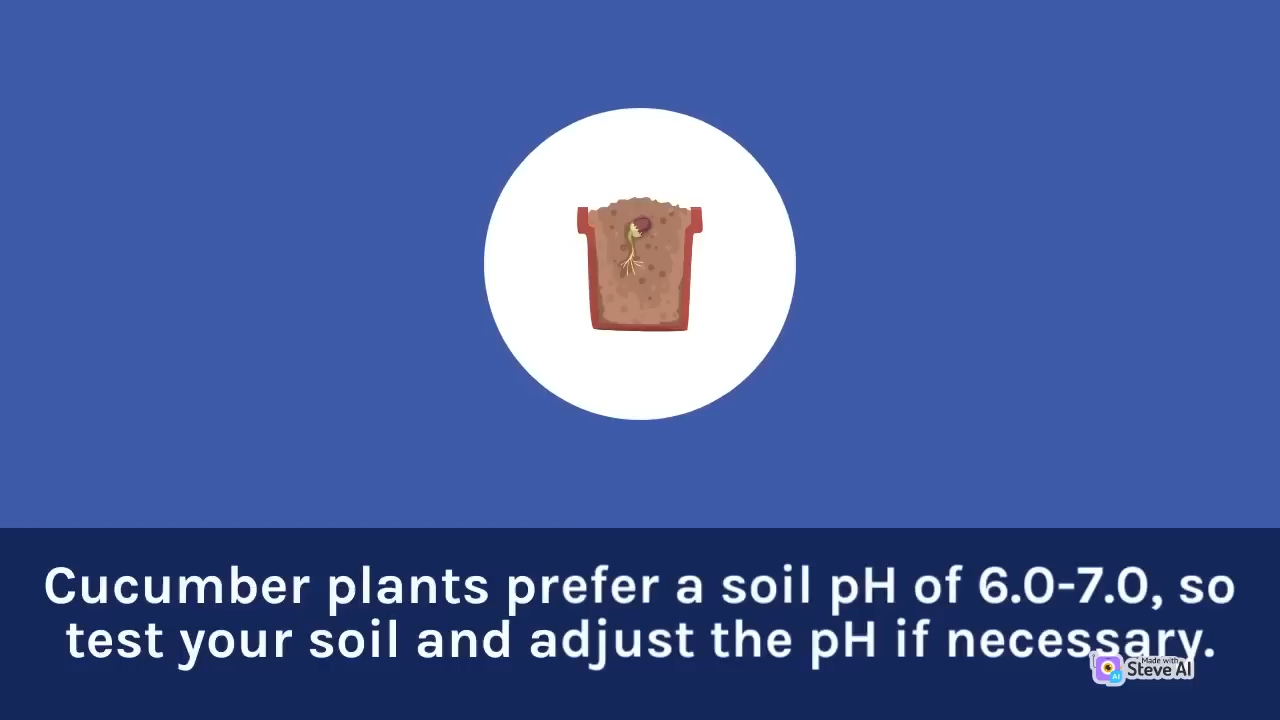 Cucumber plants prefer a soil pH of 6.0-7.0, so
test your soil and adjust the pH if necessary.
Made with
Steve AI
AI